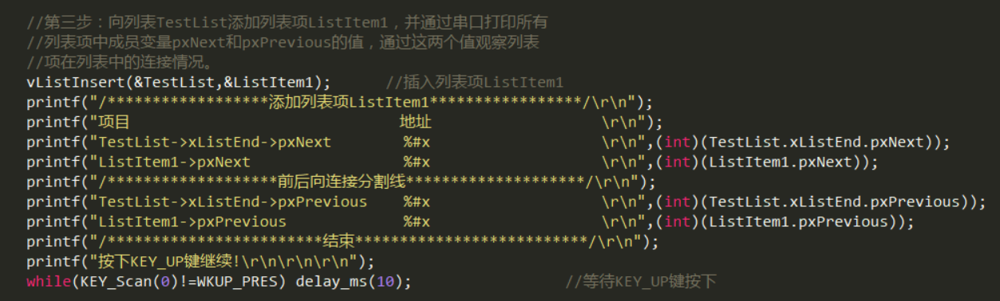 //第三步：向列表TestList添加列表项ListItem1，并通过串口打印所有
//列表项中成员变量pxNext和pxPrevious的值，通过这两个值观察列表
//项在列表中的连接情况。
vListInsert(&TestList,&ListItem1);      //插入列表项ListItem1
printf("/******************添加列表项ListItem1*****************/\r\n");
printf("项目                              地址                   \r\n");
printf("TestList->xListEnd->pxNext        %#x                   \r\n",(int)(TestList.xListEnd.pxNext));
printf("ListItem1->pxNext                 %#x                   \r\n",(int)(ListItem1.pxNext));
printf("/*******************前后向连接分割线********************/\r\n");
printf("TestList->xListEnd->pxPrevious    %#x                   \r\n",(int)(TestList.xListEnd.pxPrevious));
printf("ListItem1->pxPrevious             %#x                   \r\n",(int)(ListItem1.pxPrevious));
printf("/************************结束**************************/\r\n");
printf("按下KEY_UP键继续!\r\n\r\n\r\n");
while(KEY_Scan(0)!=WKUP_PRES) delay_ms(10);                 //等待KEY_UP键按下